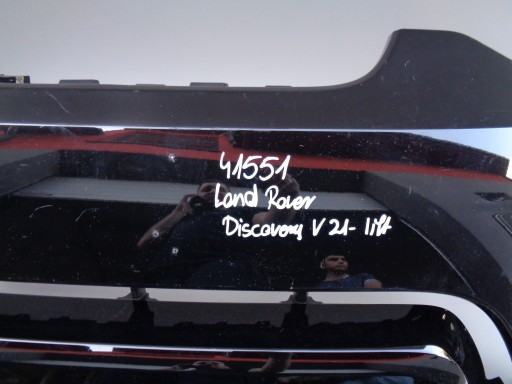 41551
Land Rover
Discovery V 21- lift